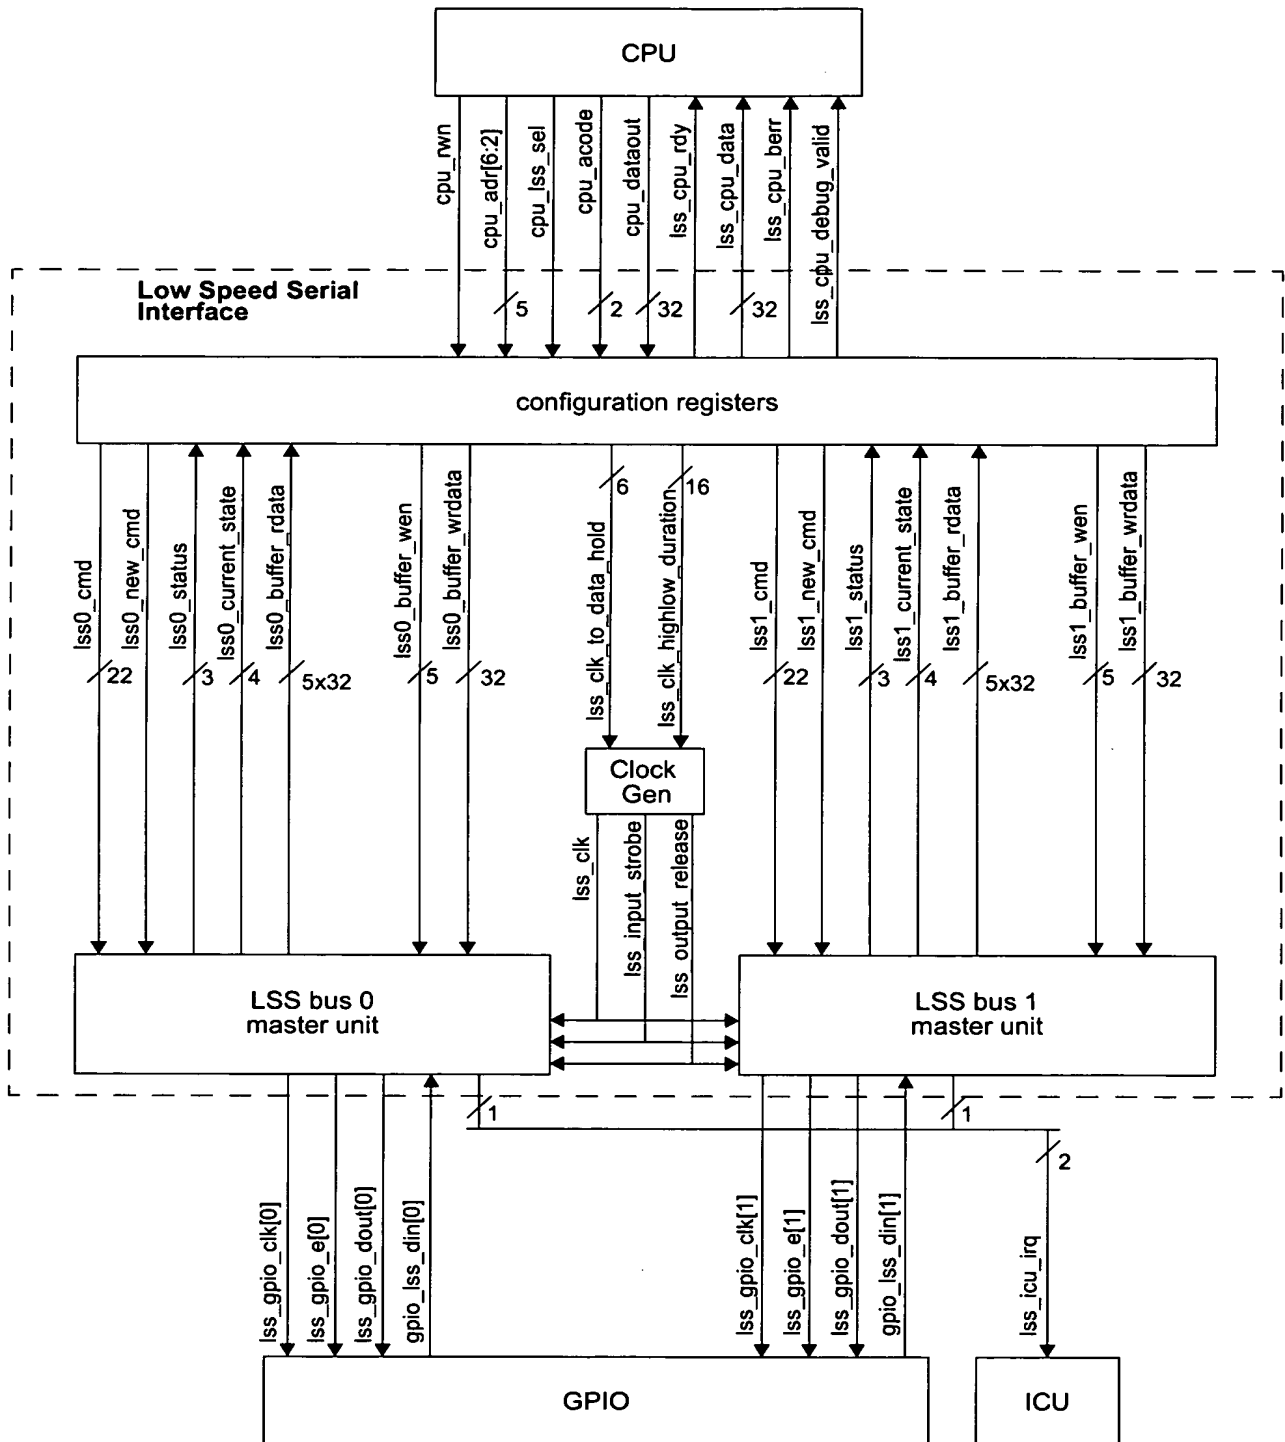 CPU
cpu_rwn
cpu_adr[6:2]
cpu_lss_sel
cpu_acode
cpu_dataout
lss_cpu_rdy
lss_cpu_data
lss_cpu_berr
lss_cpu_debug_valid
Low Speed Serial
Interface
5
2
32
32
configuration registers
lss0_cmd
lss0_new_cmd
lss0_status
lss0_current_state
lss0_buffer_rdata
lss0_buffer_wen
lss0_buffer_wrdata
lss_clk_to_data_hold
lss_clk_highlow_duration
lss1_cmd
lss1_new_cmd
lss1_status
lss1_current_state
lss1_buffer_rdata
lss1_buffer_wen
lss1_buffer_wrdata
6
16
22
3
4
5x32
5
32
22
3
4
5x32
5
32
Clock
Gen
lss_clk
lss_input_strobe
lss_output_release
LSS bus 0
master unit
LSS bus 1
master unit
1
1
2
lss_gpio_clk[0]
lss_gpio_e[0]
lss_gpio_dout[0]
gpio_lss_din[0]
lss_gpio_clk[1]
lss_gpio_e[1]
lss_gpio_dout[1]
gpio_lss_din[1]
lss_icu_irq
GPIO
ICU